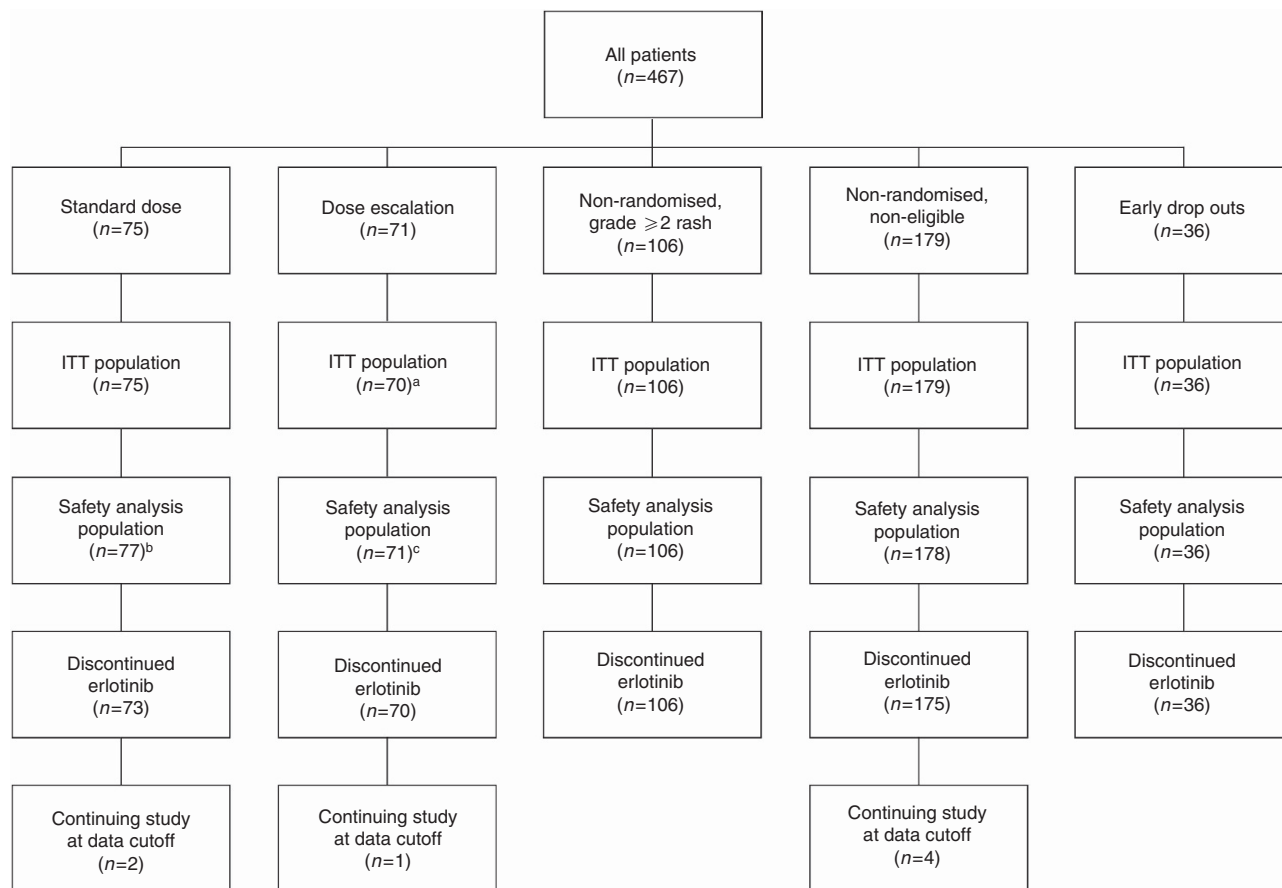 All patients
(n=467)
Standard dose
(n=75)
Dose escalation
(n=71)
Non-randomised,
grade ⩾2 rash
(n=106)
Non-randomised,
non-eligible
(n=179)
Early drop outs
(n=36)
ITT population
(n=75)
ITT population
(n=70)ᵃ
ITT population
(n=106)
ITT population
(n=179)
ITT population
(n=36)
Safety analysis
population
(n=77)ᵇ
Safety analysis
population
(n=71)ᶜ
Safety analysis
population
(n=106)
Safety analysis
population
(n=178)
Safety analysis
population
(n=36)
Discontinued
erlotinib
(n=73)
Discontinued
erlotinib
(n=70)
Discontinued
erlotinib
(n=106)
Discontinued
erlotinib
(n=175)
Discontinued
erlotinib
(n=36)
Continuing study
at data cutoff
(n=2)
Continuing study
at data cutoff
(n=1)
Continuing study
at data cutoff
(n=4)